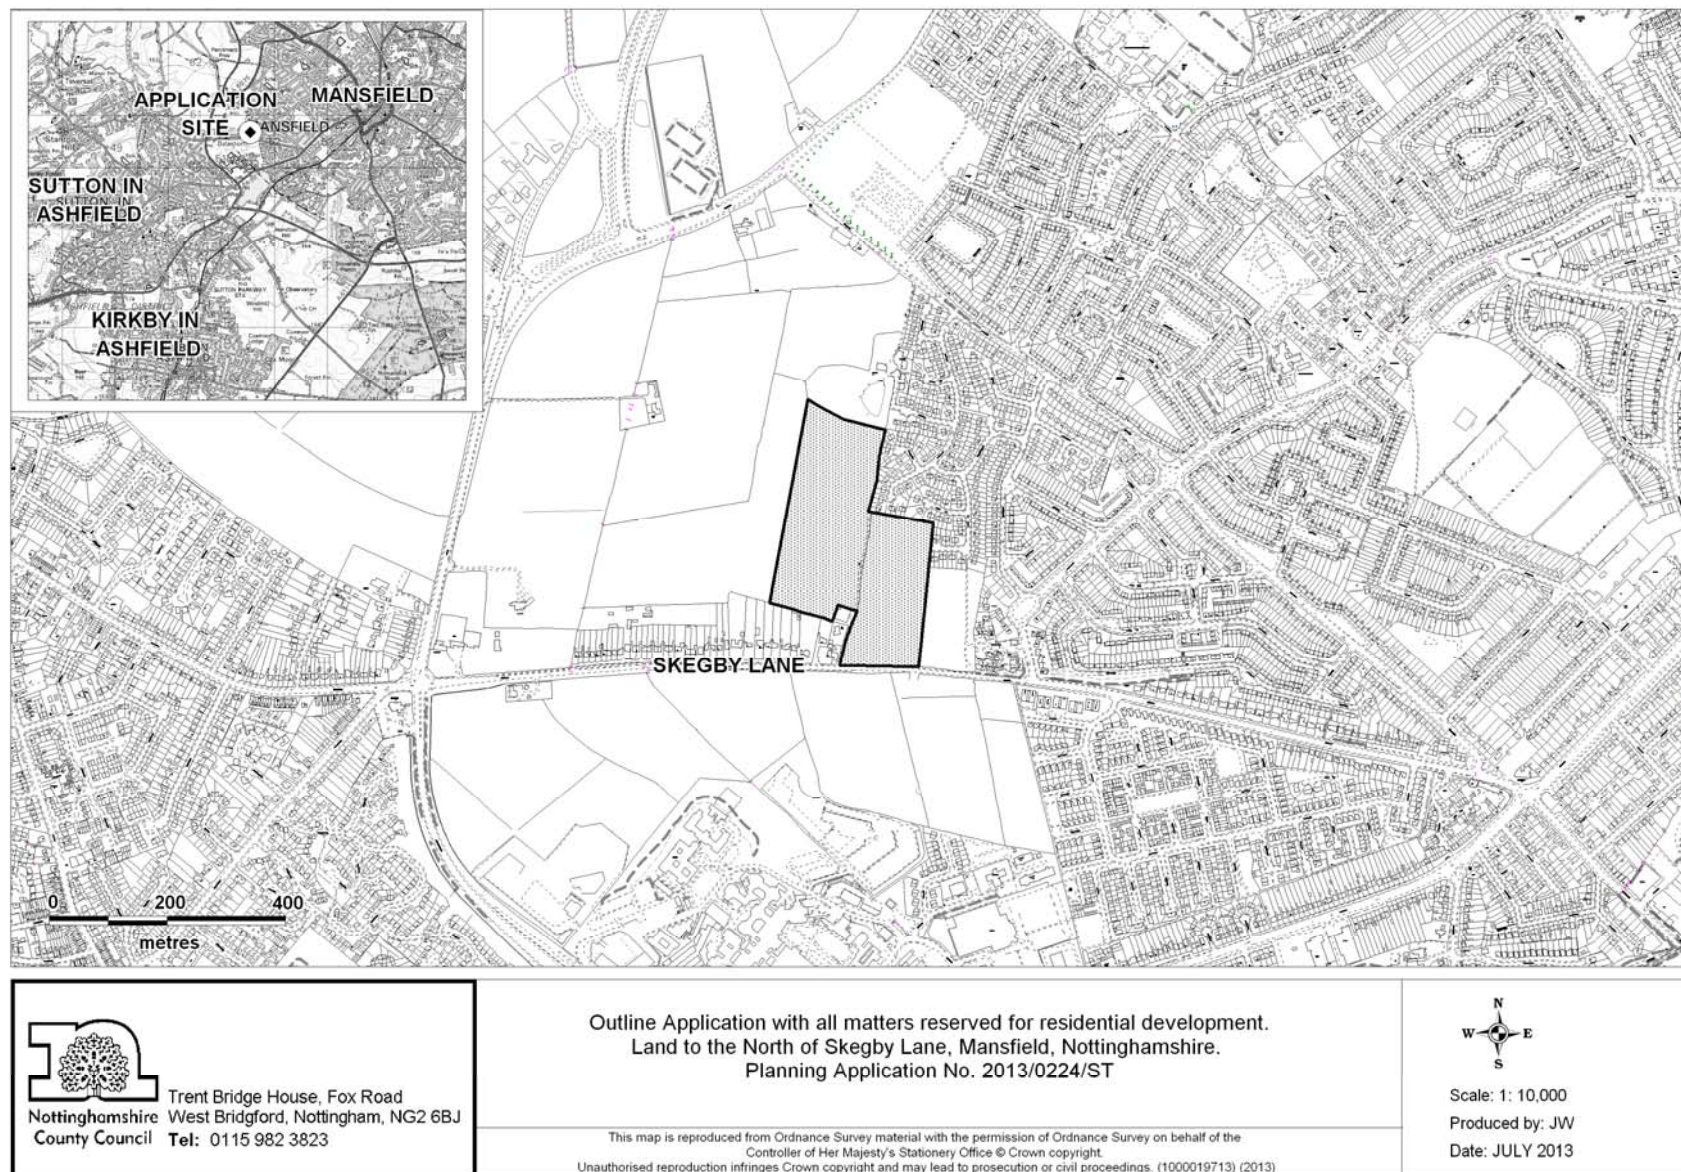 APPLICATION
SITE
MANSFIELD
ANSFIELD
SUTTON IN
ASHFIELD
SUTTON IN
KIRKBY IN
ASHFIELD
SKEGBY LANE
0 200 400
metres
Nottinghamshire
County Council
Trent Bridge House, Fox Road
West Bridgford, Nottingham, NG2 6BJ
Tel: 0115 982 3823
Outline Application with all matters reserved for residential development.
Land to the North of Skegby Lane, Mansfield, Nottinghamshire.
Planning Application No. 2013/0224/ST
This map is reproduced from Ordnance Survey material with the permission of Ordnance Survey on behalf of the
Controller of Her Majesty's Stationery Office © Crown copyright.
Unauthorised reproduction infringes Crown copyright and may lead to prosecution or civil proceedings. (1000019713) (2013)
N
W E
S
Scale: 1: 10,000
Produced by: JW
Date: JULY 2013